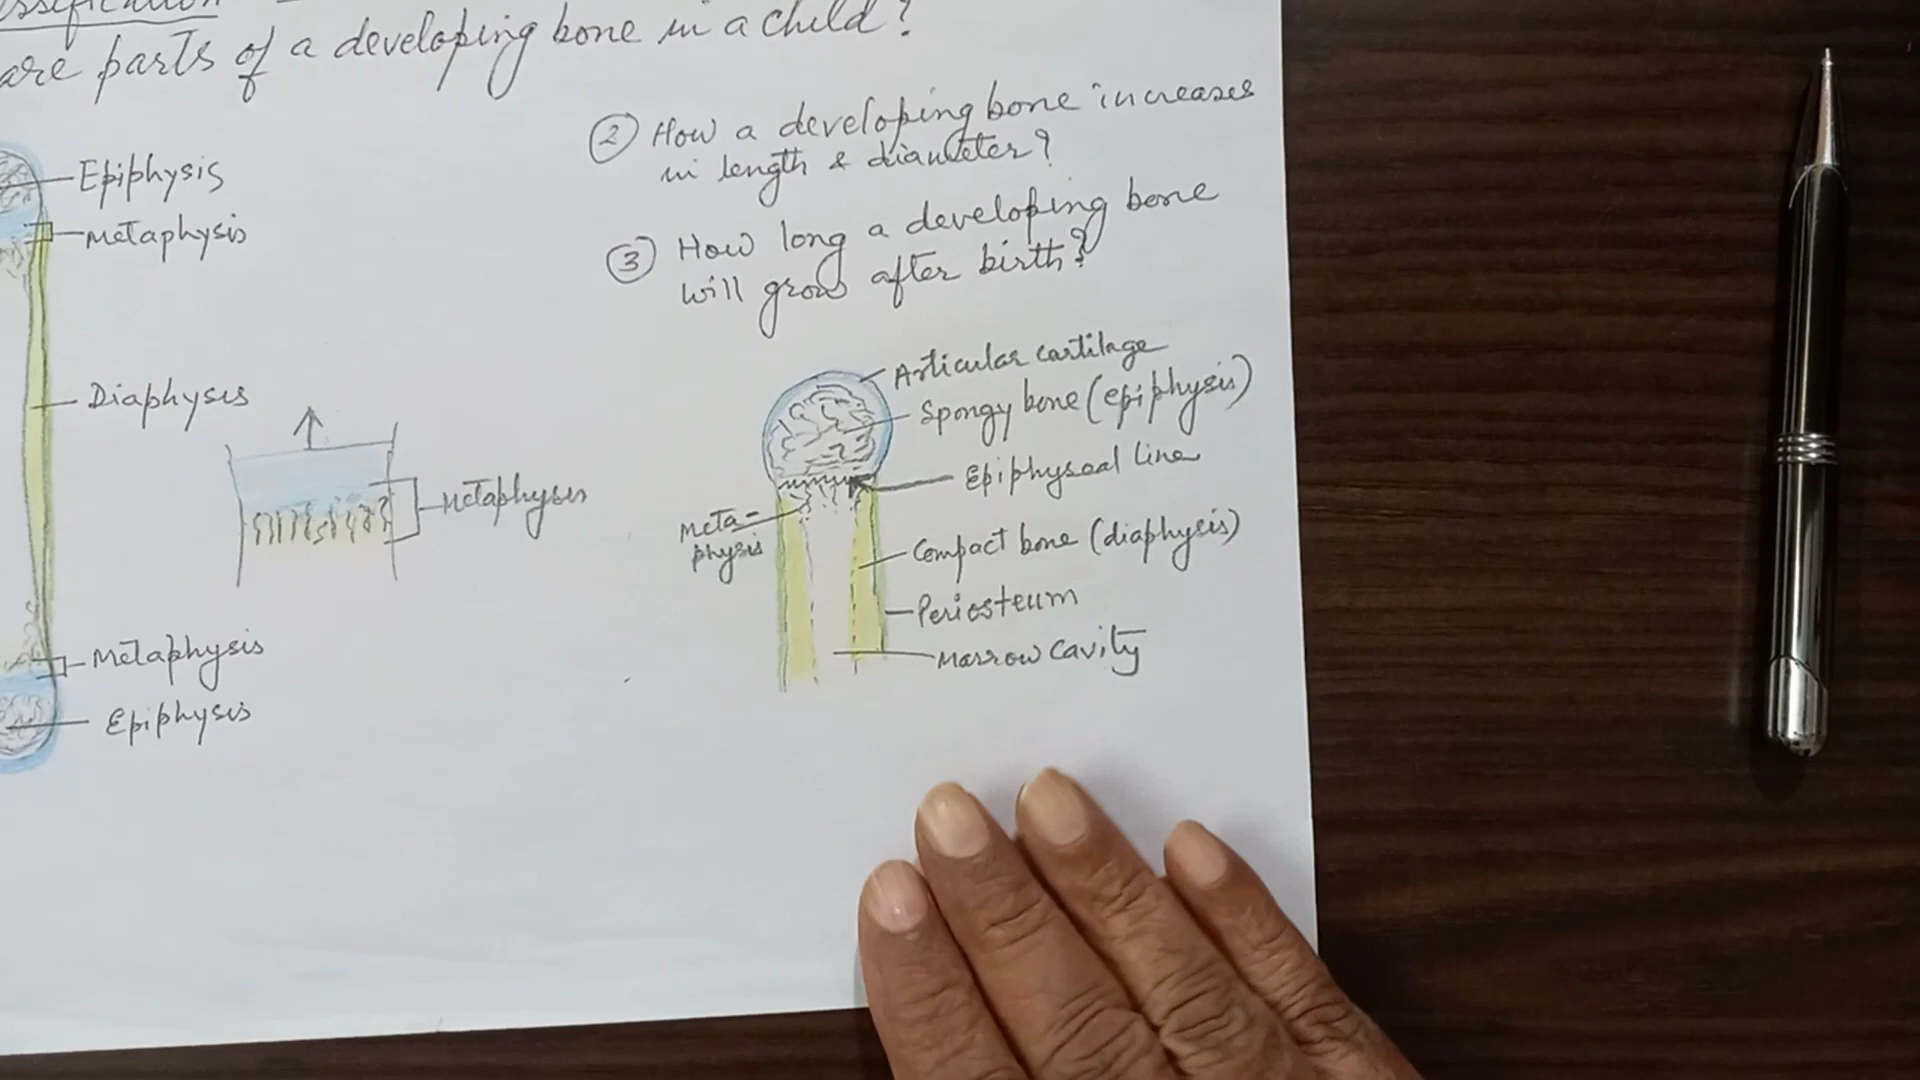 ssification
are parts of a developing bone in a child?
② How a developing bone increases
in length & diameter?
③ How long a developing bone
will grow after birth?
Epiphysis
Metaphysis
Diaphysis
Metaphysis
Metaphysis
Epiphysis
Articular cartilage
Spongy bone (epiphysis)
Epiphyseal line
Meta-
physis
Compact bone (diaphysis)
Periosteum
Marrow cavity